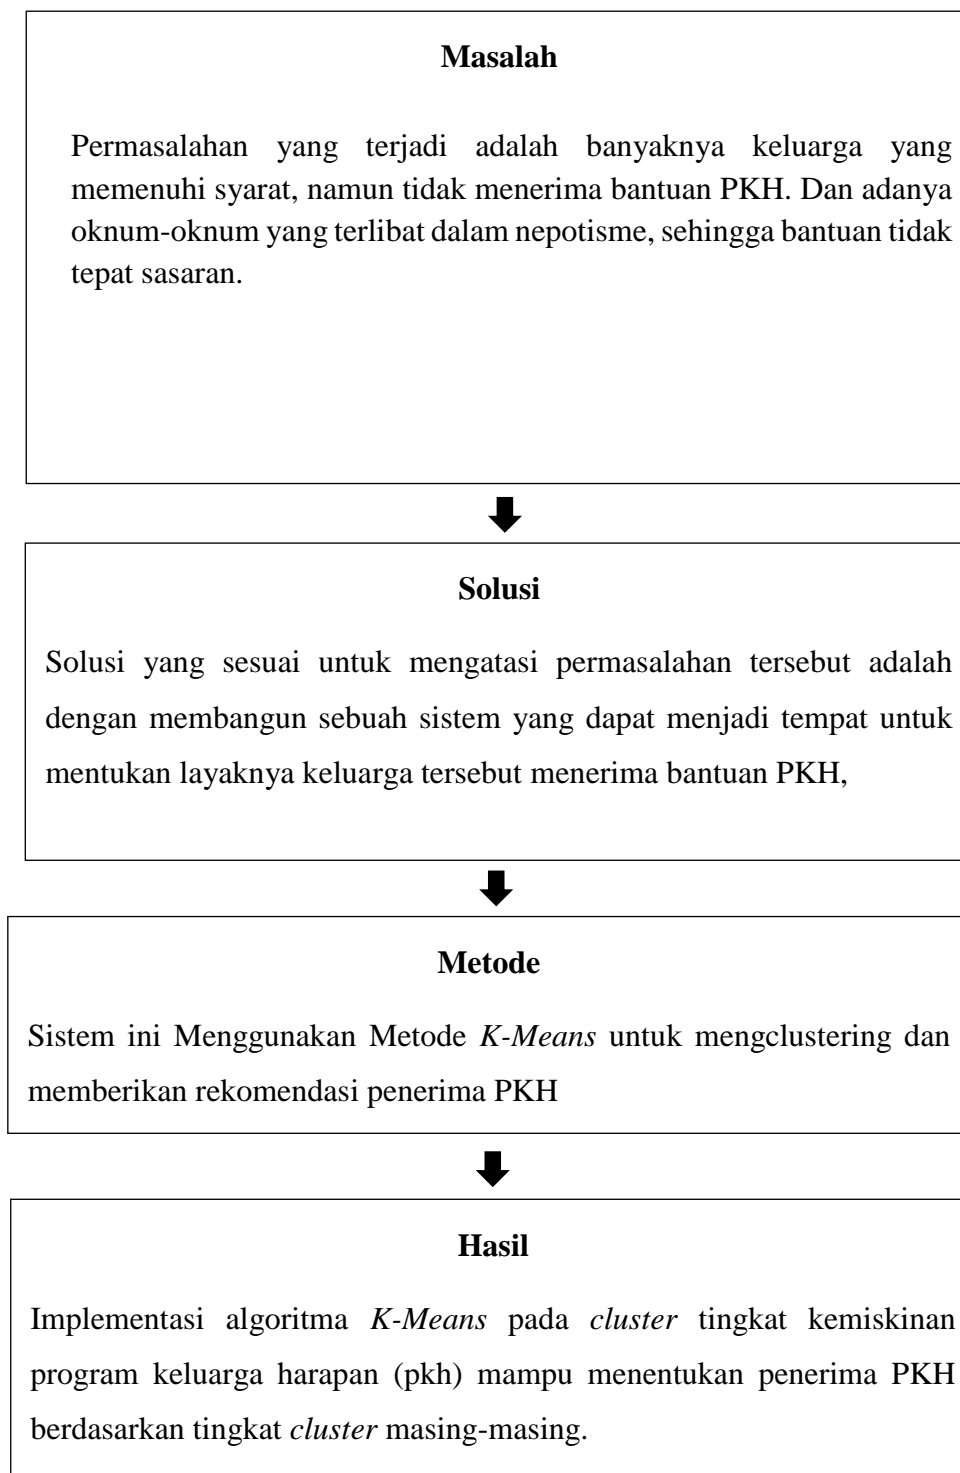 Masalah
Permasalahan yang terjadi adalah banyaknya keluarga yang
memenuhi syarat, namun tidak menerima bantuan PKH. Dan adanya
oknum-oknum yang terlibat dalam nepotisme, sehingga bantuan tidak
tepat sasaran.
Solusi
Solusi yang sesuai untuk mengatasi permasalahan tersebut adalah
dengan membangun sebuah sistem yang dapat menjadi tempat untuk
mentukan layaknya keluarga tersebut menerima bantuan PKH,
Metode
Sistem ini Menggunakan Metode K-Means untuk mengclustering dan
memberikan rekomendasi penerima PKH
Hasil
Implementasi algoritma K-Means pada cluster tingkat kemiskinan
program keluarga harapan (pkh) mampu menentukan penerima PKH
berdasarkan tingkat cluster masing-masing.